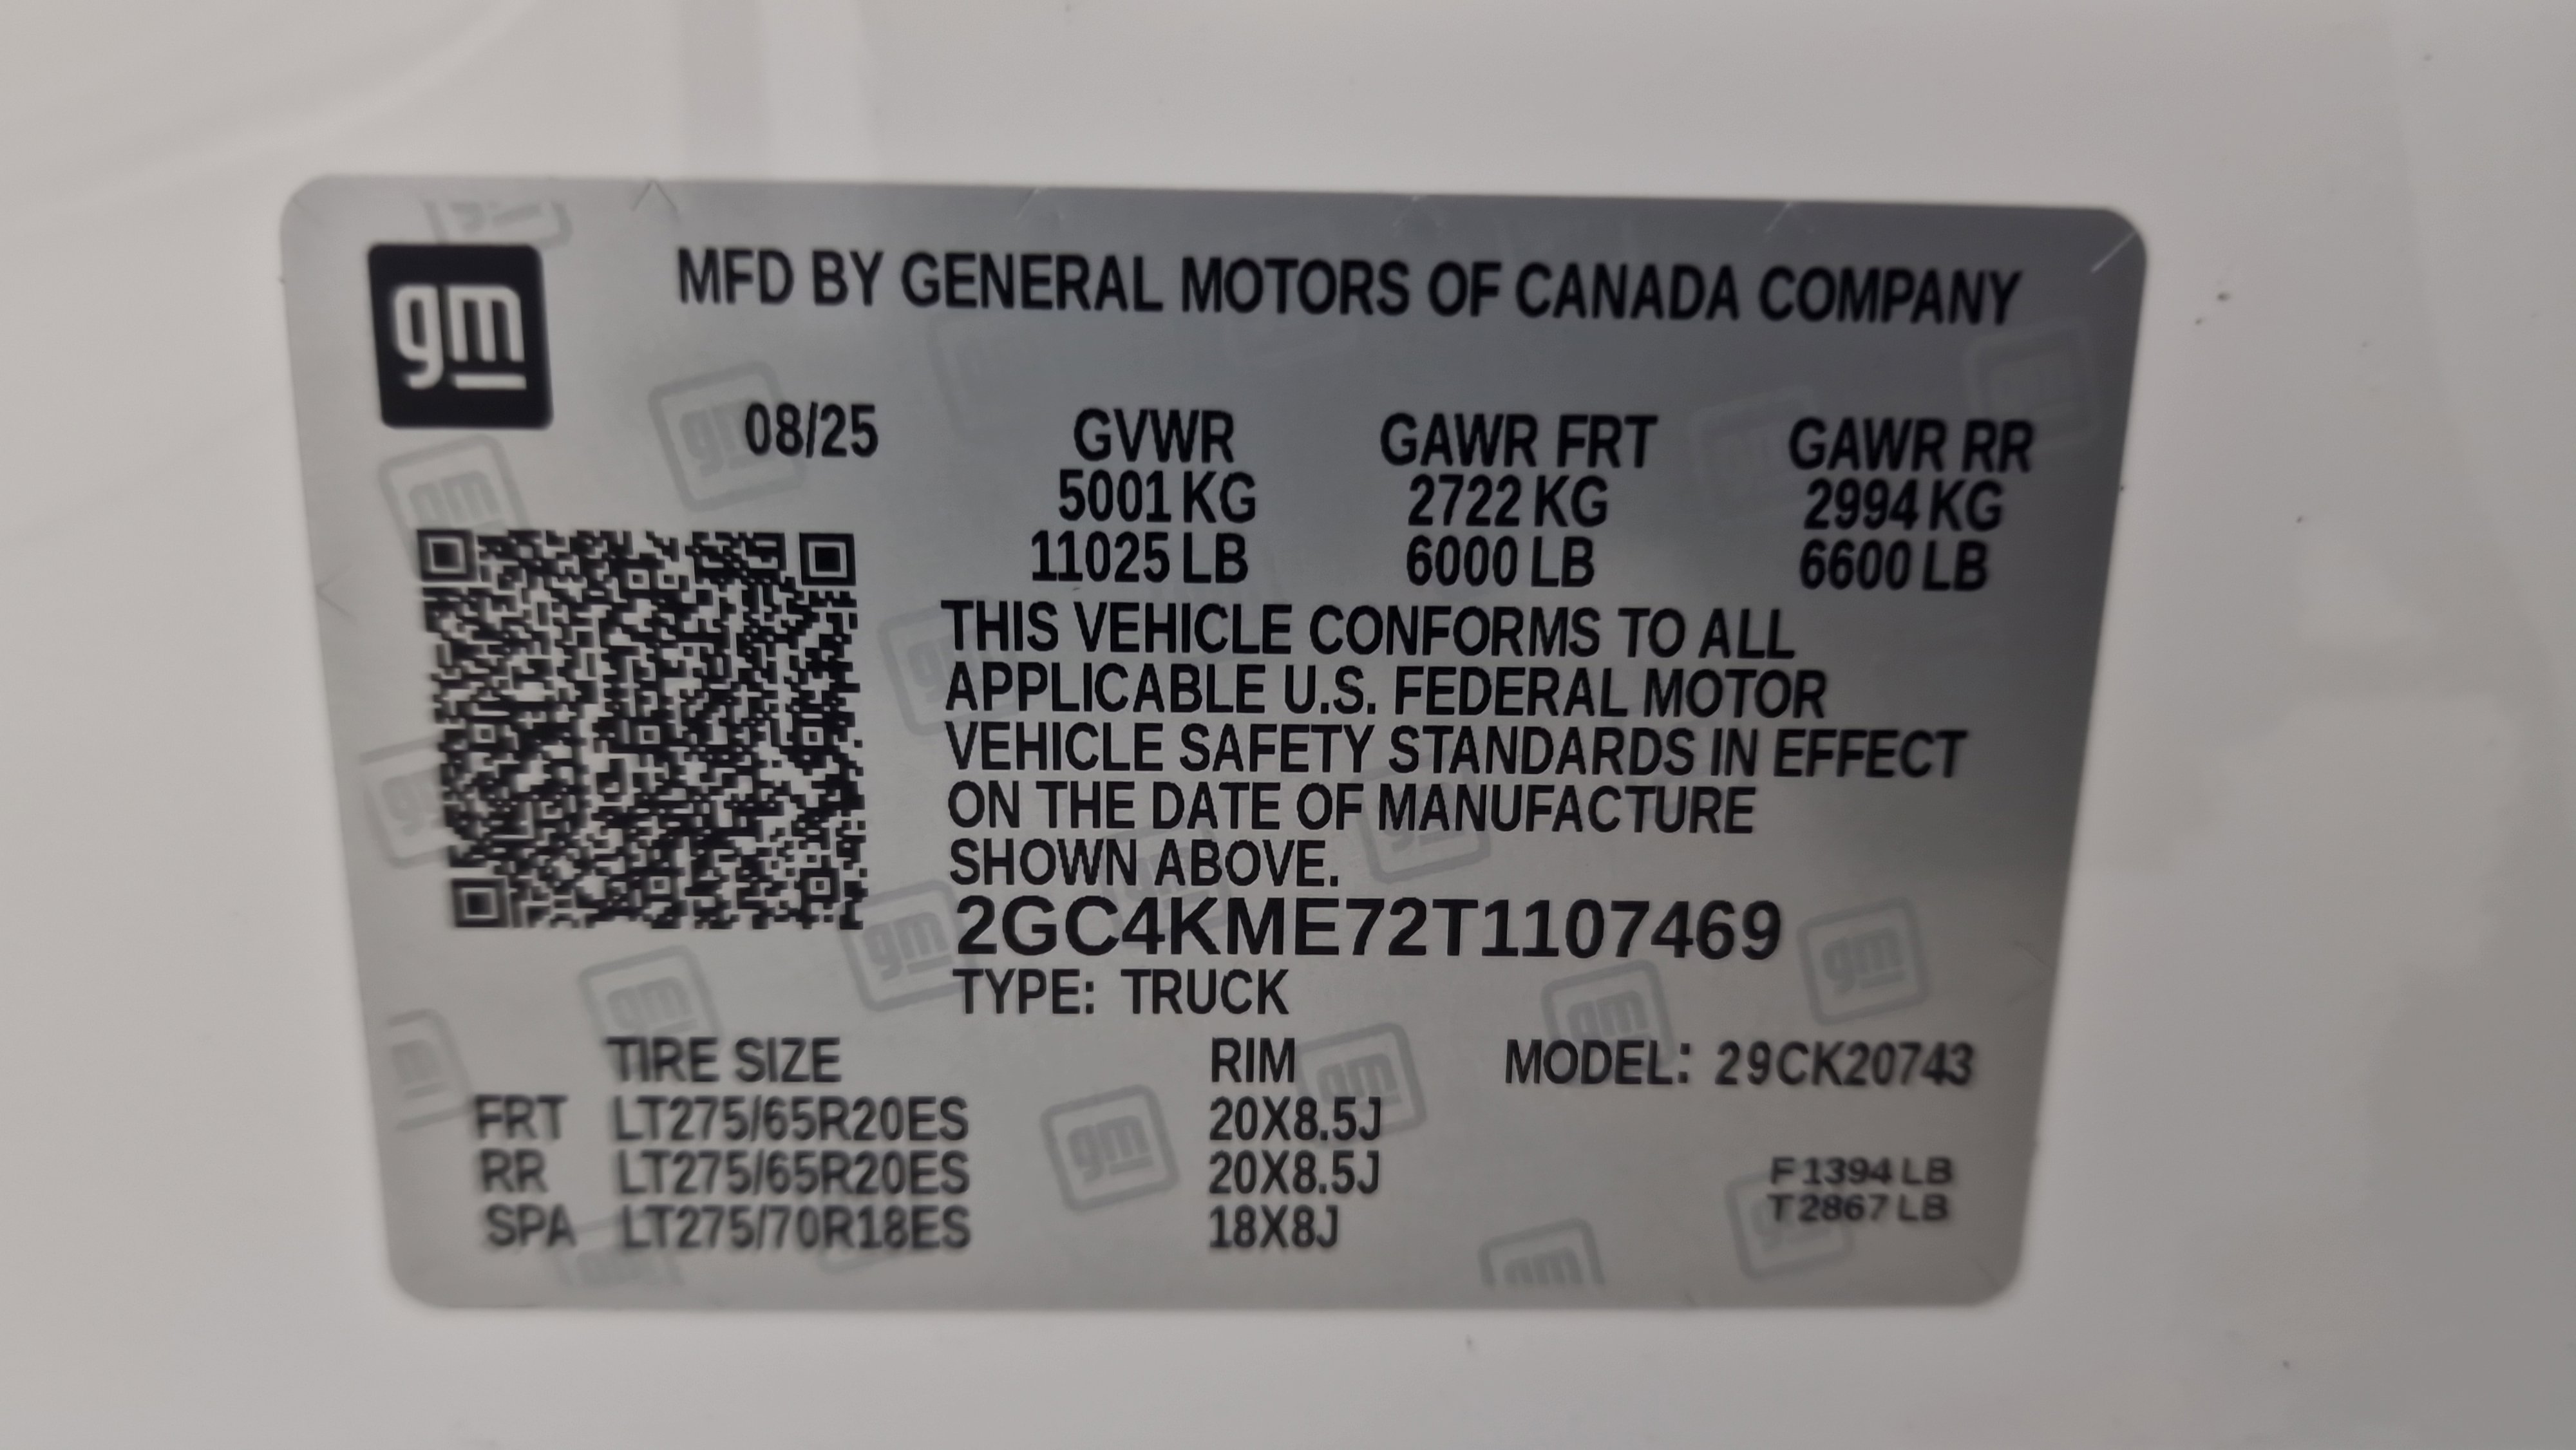 gm
MFD BY GENERAL MOTORS OF CANADA COMPANY
08/25 GVWR GAWR FRT GAWR RR
5001 KG 2722 KG 2994 KG
11025 LB 6000 LB 6600 LB
THIS VEHICLE CONFORMS TO ALL
APPLICABLE U.S. FEDERAL MOTOR
VEHICLE SAFETY STANDARDS IN EFFECT
ON THE DATE OF MANUFACTURE
SHOWN ABOVE.
2GC4KME72T1107469
TYPE: TRUCK
TIRE SIZE RIM MODEL: 29CK20743
FRT LT275/65R20ES 20X8.5J
RR LT275/65R20ES 20X8.5J
SPA LT275/70R18ES 18X8J
F 1394 LB
T 2867 LB